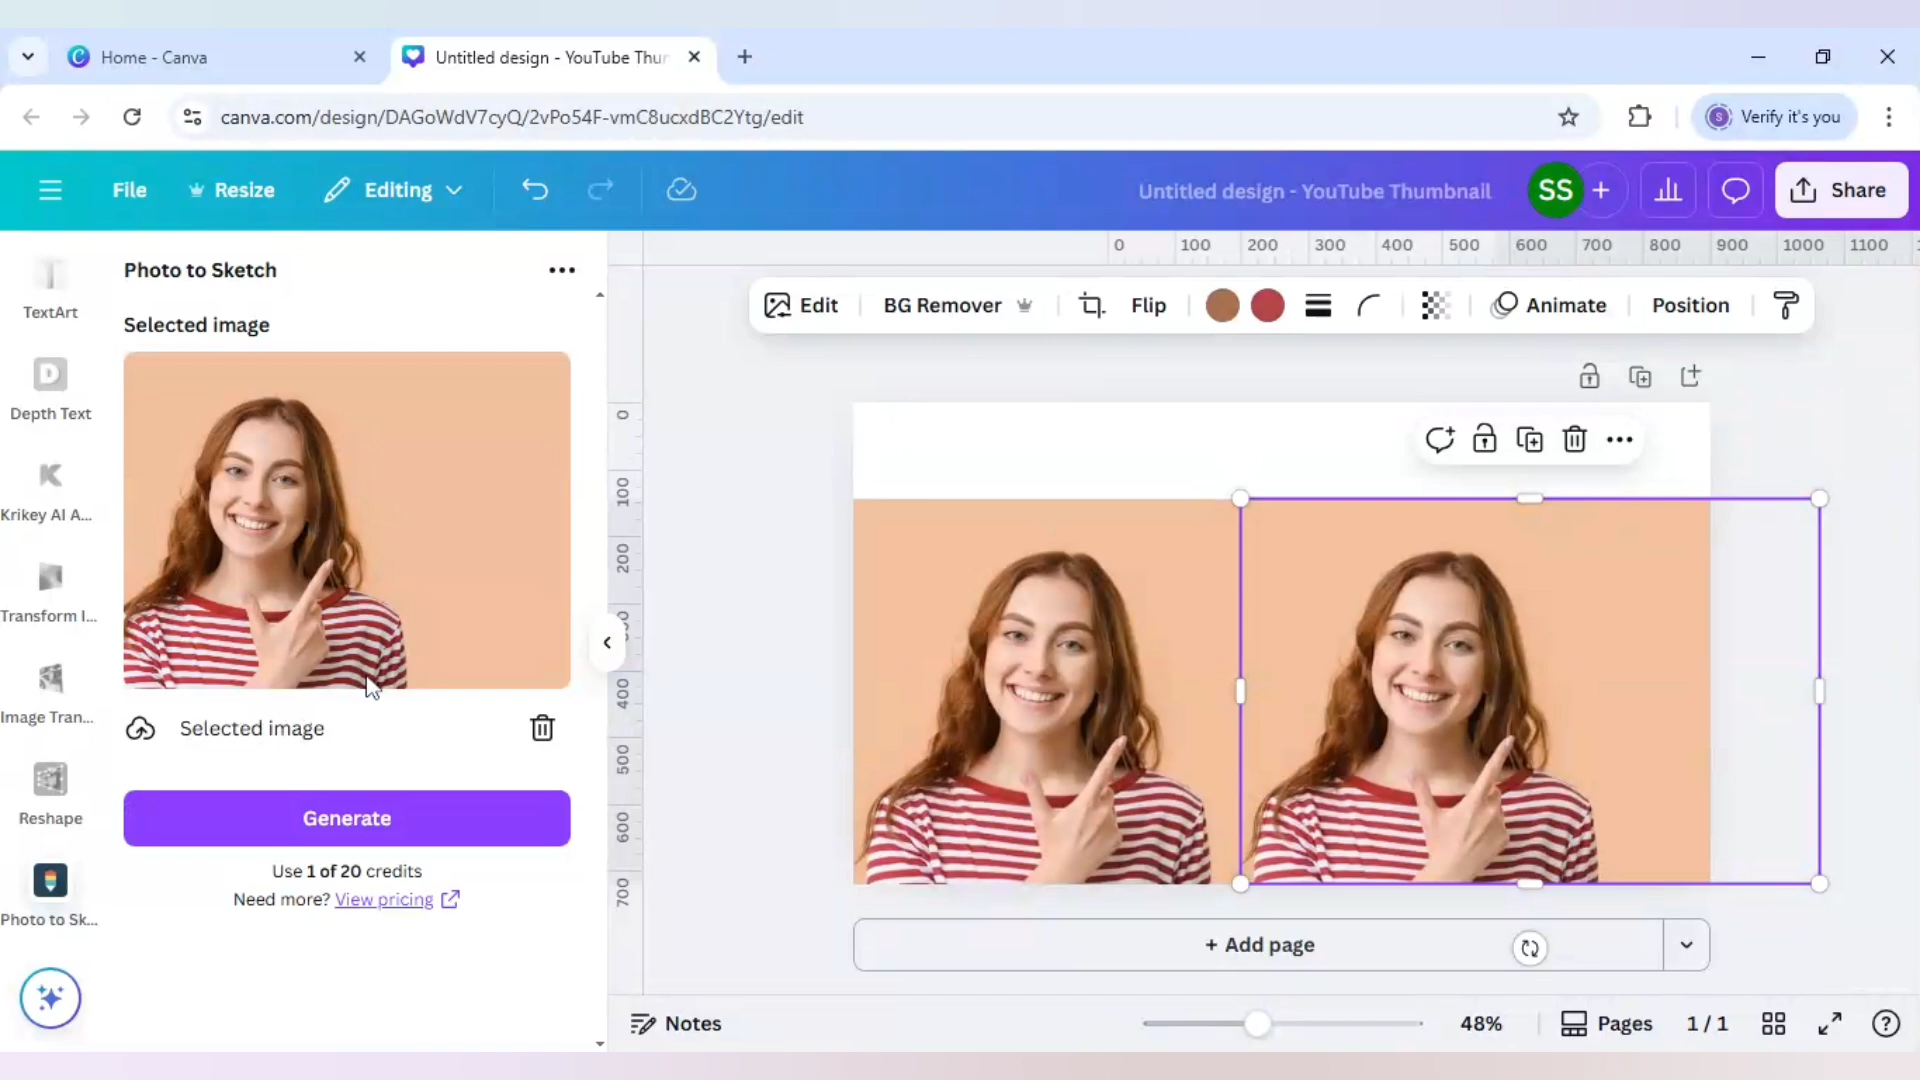 Home - Canva
Untitled design - YouTube Thur
canva.com/design/DAGoWdV7cyQ/2vPo54F-vmC8ucxdBC2Ytg/edit
S
Verify it's you
File
Resize
Editing
Untitled design - YouTube Thumbnail
SS
Share
TextArt
D
Depth Text
K
Krikey AI A...
Transform I...
Image Tran...
Reshape
Photo to Sk...
Photo to Sketch
Selected image
Selected image
Generate
Use 1 of 20 credits
Need more? View pricing
0 100 200 300 400 500 600 700 800 900 1000 1100
Edit
BG Remover
Flip
Animate
Position
0
100
200
400
500
600
700
+ Add page
Notes
48%
Pages
1 / 1